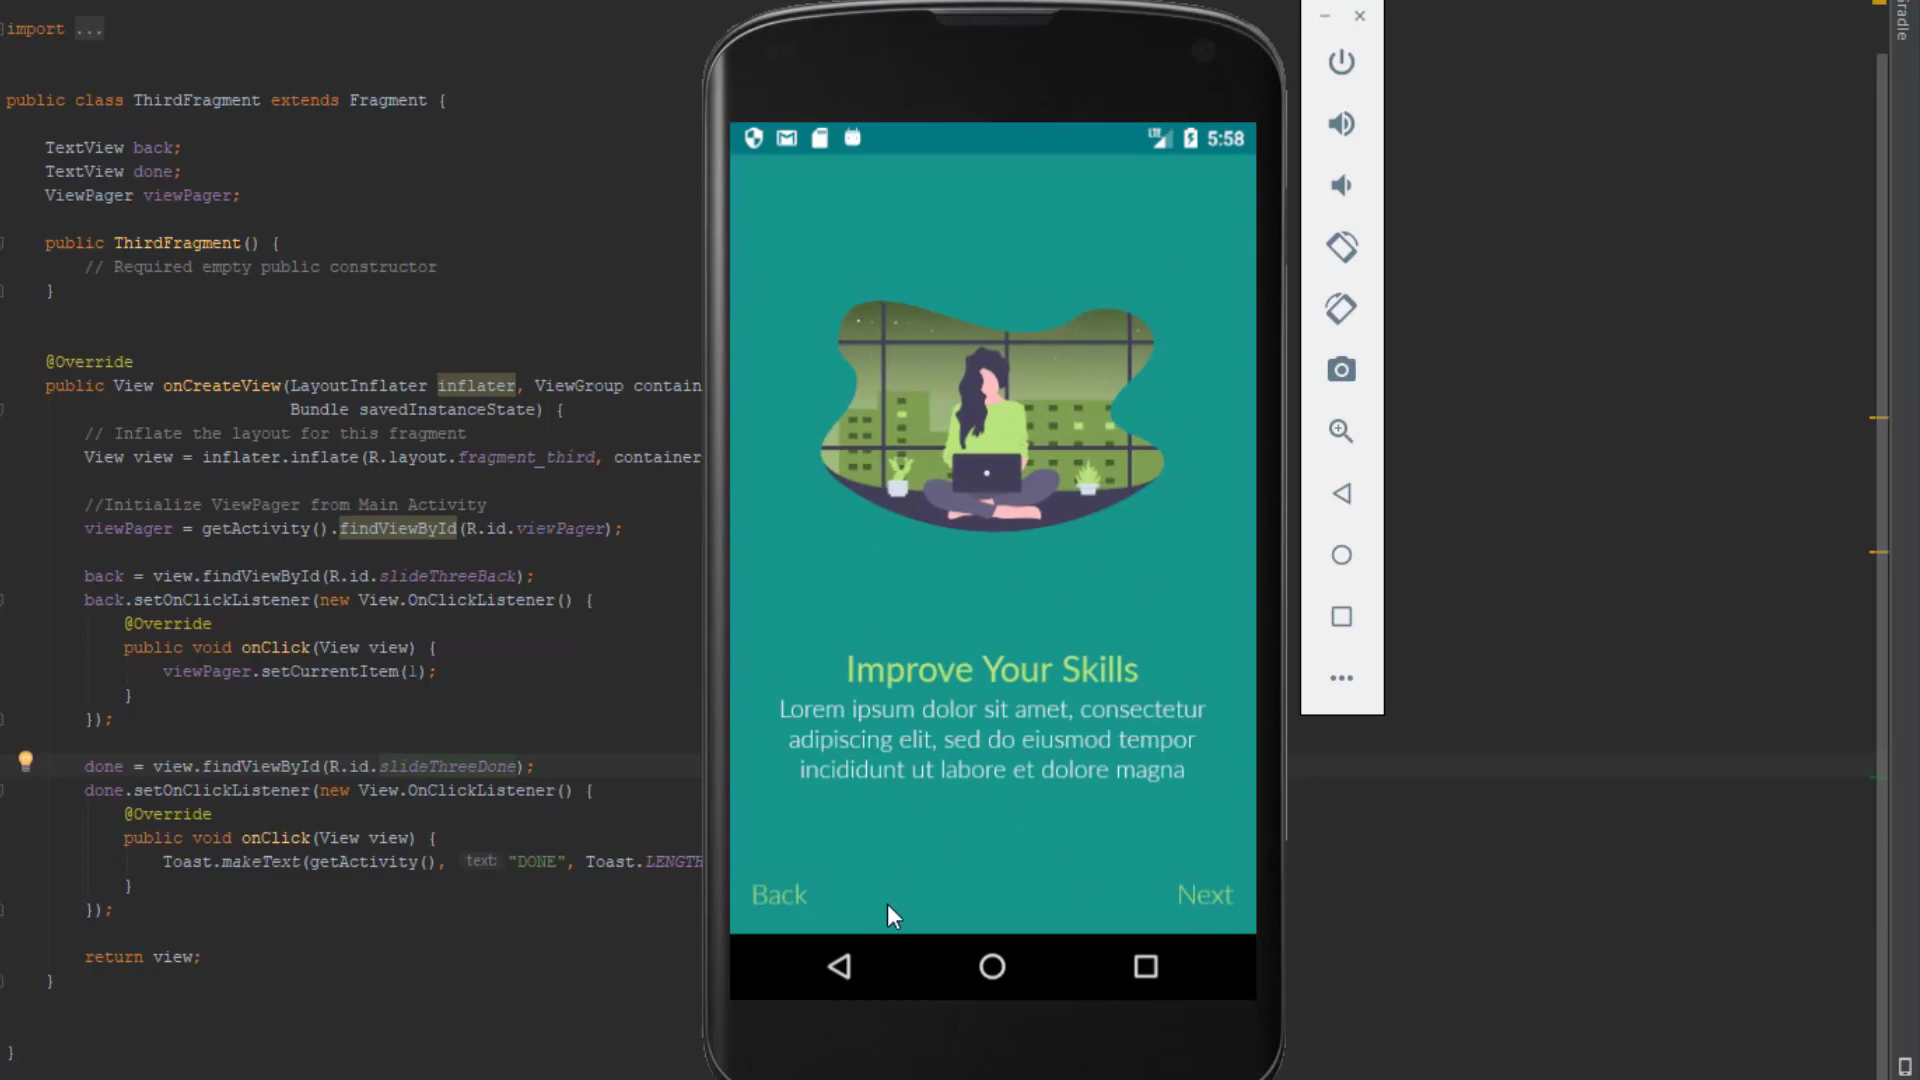 import ...
public class ThirdFragment extends Fragment {
TextView back;
TextView done;
ViewPager viewPager;
public ThirdFragment() {
// Required empty public constructor
}
@Override
public View onCreateView(LayoutInflater inflater, ViewGroup contain
Bundle savedInstanceState) {
// Inflate the layout for this fragment
View view = inflater.inflate(R.layout.fragment_third, container
//Initialize ViewPager from Main Activity
viewPager = getActivity().findViewById(R.id.viewPager);
back = view.findViewById(R.id.slideThreeBack);
back.setOnClickListener(new View.OnClickListener() {
@Override
public void onClick(View view) {
viewPager.setCurrentItem(1);
}
});
done = view.findViewById(R.id.slideThreeDone);
done.setOnClickListener(new View.OnClickListener() {
@Override
public void onClick(View view) {
Toast.makeText(getActivity(), text: "DONE", Toast.LENGTH
}
});
return view;
}
}
LTE 5:58
Improve Your Skills
Lorem ipsum dolor sit amet, consectetur
adipiscing elit, sed do eiusmod tempor
incididunt ut labore et dolore magna
Back
Next